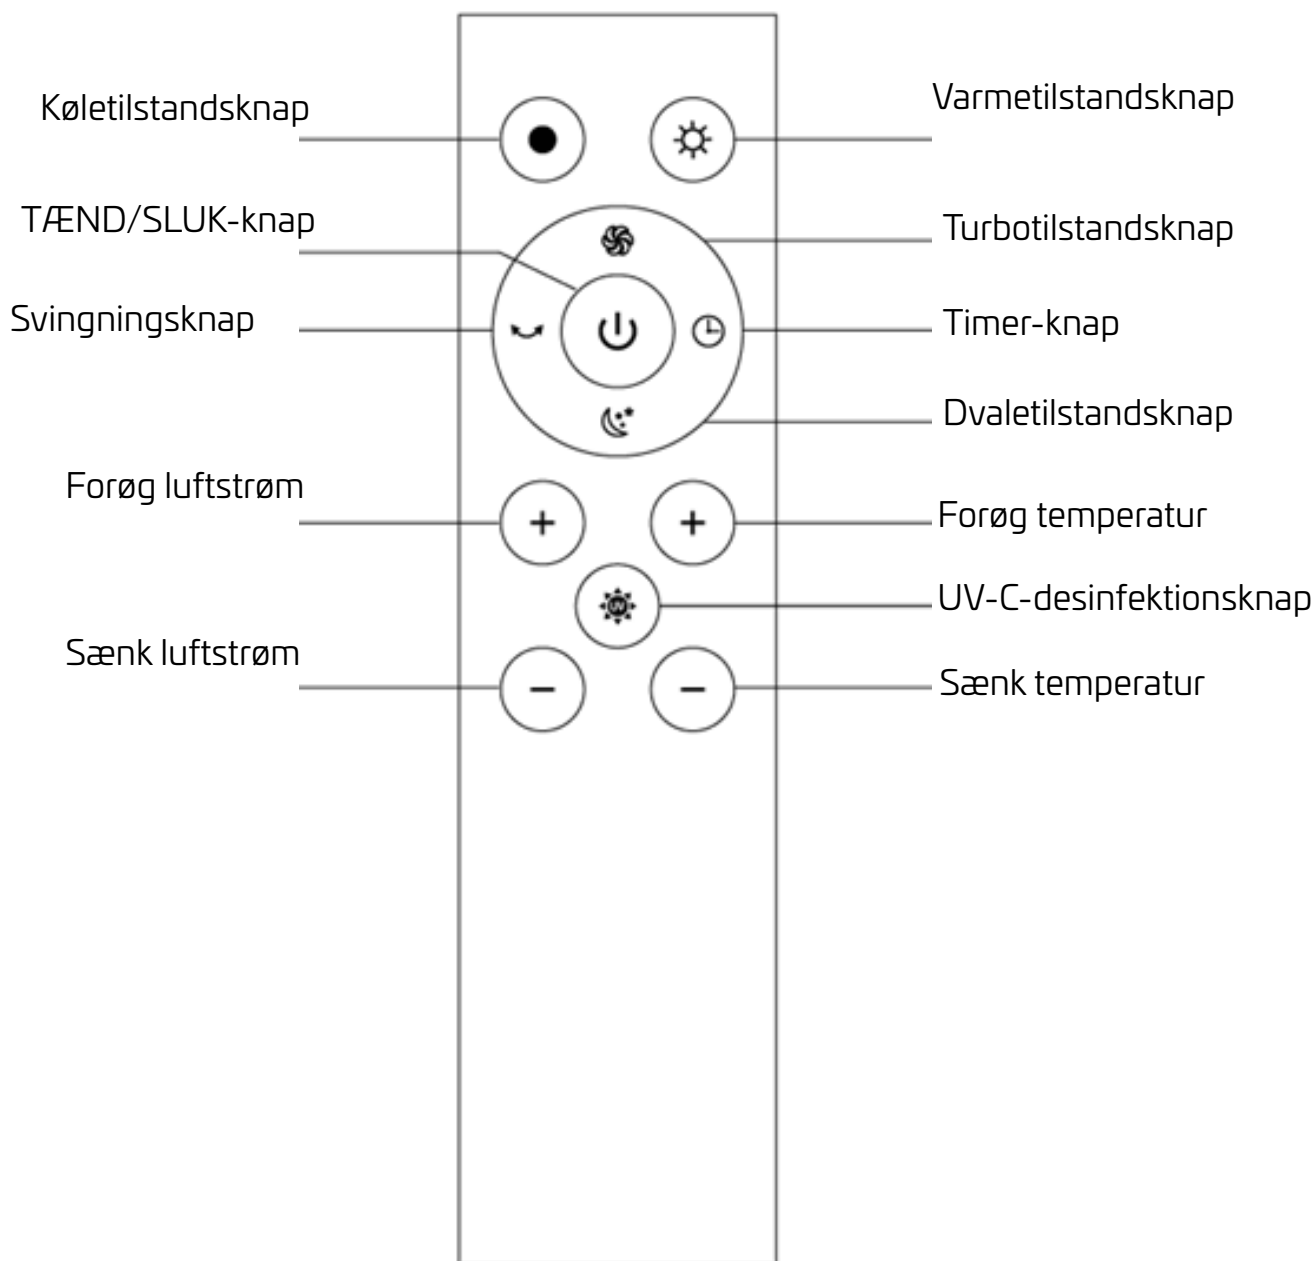 Køletilstandsknap
Varmetilstandsknap
TÆND/SLUK-knap
Turbotilstandsknap
Svingningsknap
Timer-knap
Dvaletilstandsknap
Forøg luftstrøm
Forøg temperatur
UV
UV-C-desinfektionsknap
Sænk luftstrøm
Sænk temperatur